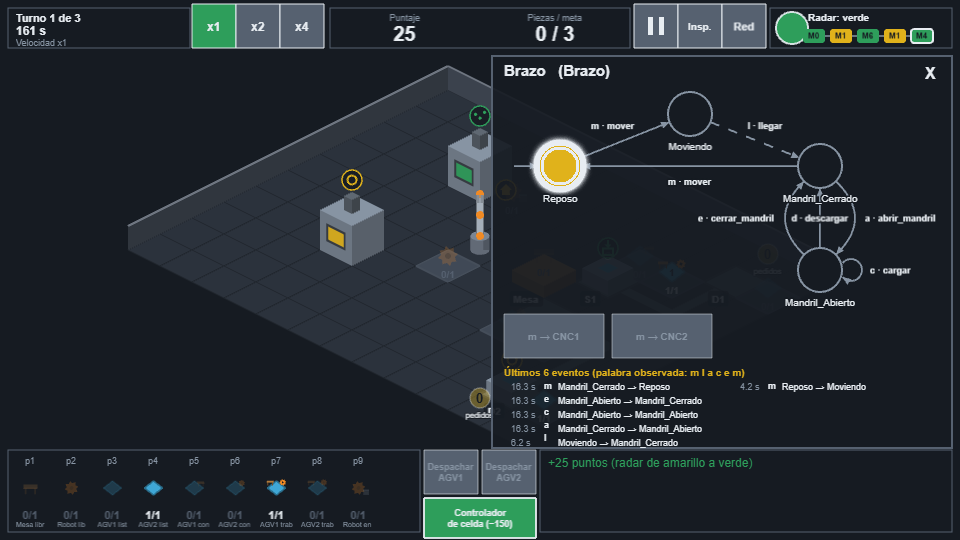 Turno 1 de 3
161 s
Velocidad x1
x1
x2
x4
Puntaje
25
Piezas / meta
0 / 3
Insp.
Red
Radar: verde
M0
M1
M6
M1
M4
Brazo (Brazo)
X
m · mover
l · llegar
Moviendo
m · mover
Reposo
Mandril_Cerrado
e · cerrar_mandril
d · descargar
a · abrir_mandril
c · cargar
Mandril_Abierto
0/1
Mesa
S1
1/1
O1
m → CNC1
m → CNC2
Últimos 6 eventos (palabra observada: m l a c e m)
16.3 s m Mandril_Cerrado → Reposo
4.2 s m Reposo → Moviendo
16.3 s e Mandril_Abierto → Mandril_Cerrado
16.3 s c Mandril_Abierto → Mandril_Abierto
16.3 s a Mandril_Cerrado → Mandril_Abierto
6.2 s l Moviendo → Mandril_Cerrado
0
p1 p2 p3 p4 p5 p6 p7 p8 p9
0/1 0/1 0/1 1/1 0/1 0/1 1/1 0/1 0/1
Mesa libr Robot lib AGV1 list AGV2 list AGV1 con AGV2 con AGV1 trab AGV2 trab Robot en
Despachar
AGV1
Despachar
AGV2
Controlador
de celda (−150)
+25 puntos (radar de amarillo a verde)